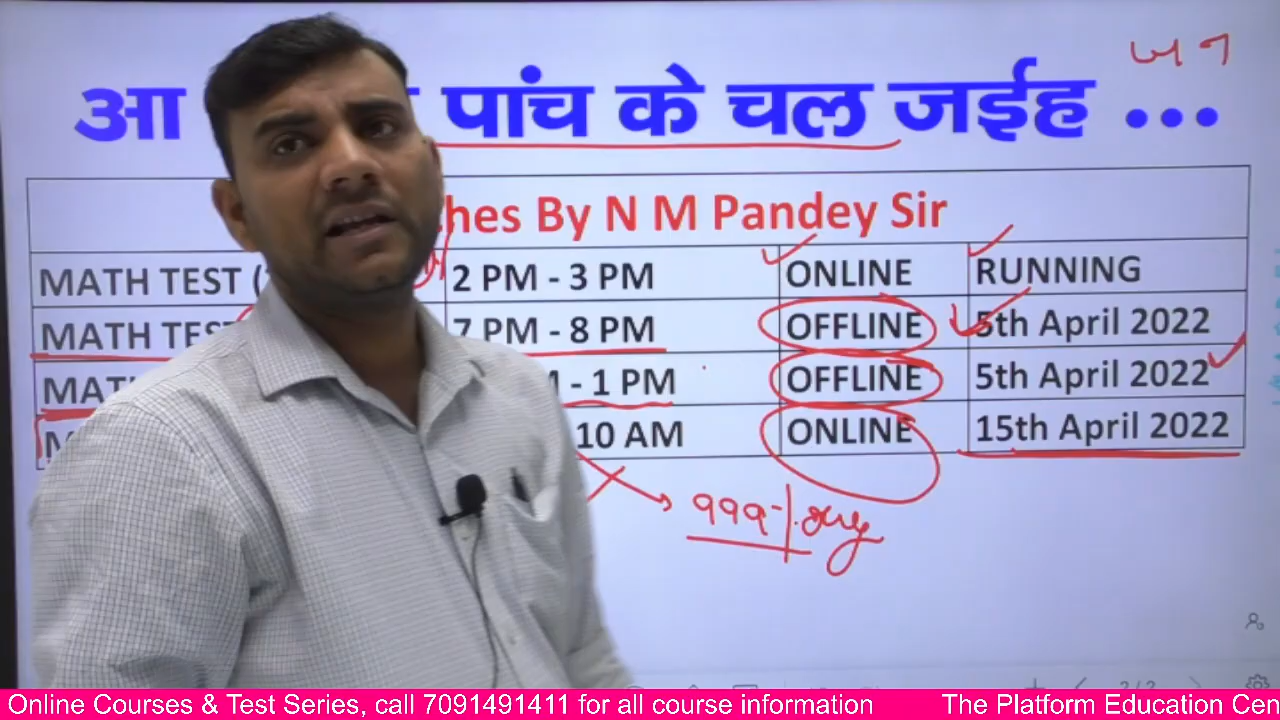 आ पांच के चल जईह ...
ches By N M Pandey Sir
MATH TEST ( 2 PM - 3 PM ONLINE RUNNING
MATH TES 7 PM - 8 PM OFFLINE 5th April 2022
MAT - 1 PM OFFLINE 5th April 2022
10 AM ONLINE 15th April 2022
999-/ only
Online Courses & Test Series, call 7091491411 for all course information The Platform Education Cen